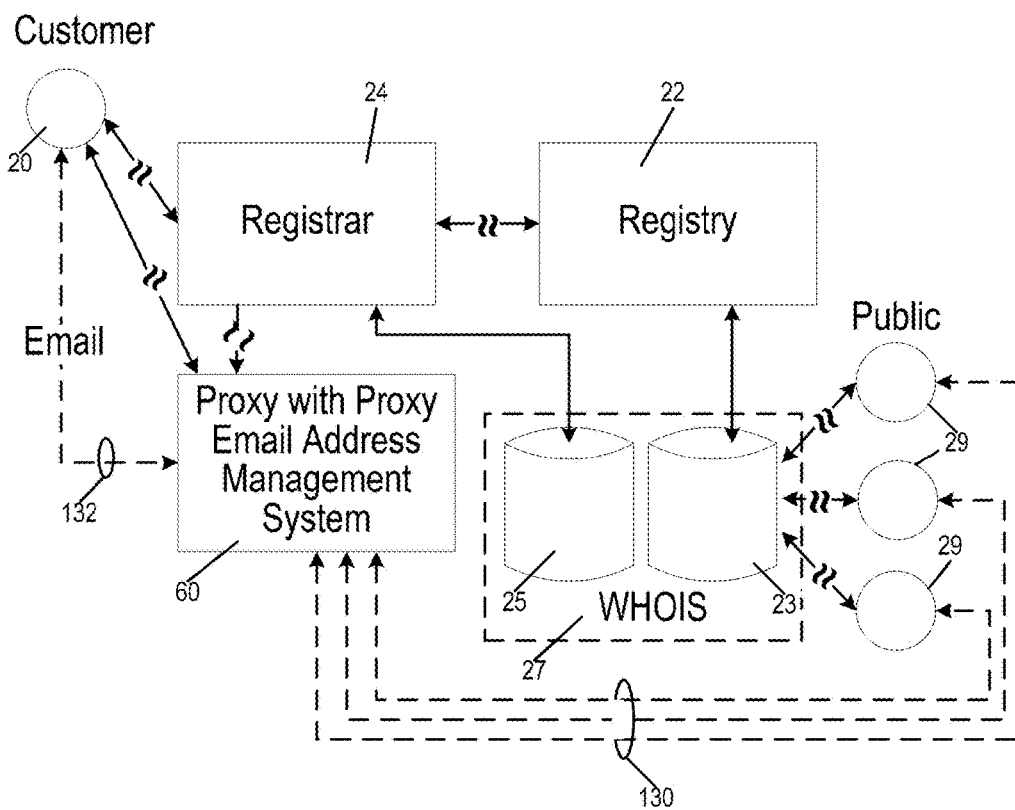 Customer
24
22
20
Registrar
Registry
Email
Public
Proxy with Proxy
Email Address
Management
System
29
29
29
132
60
25
23
WHOIS
27
130